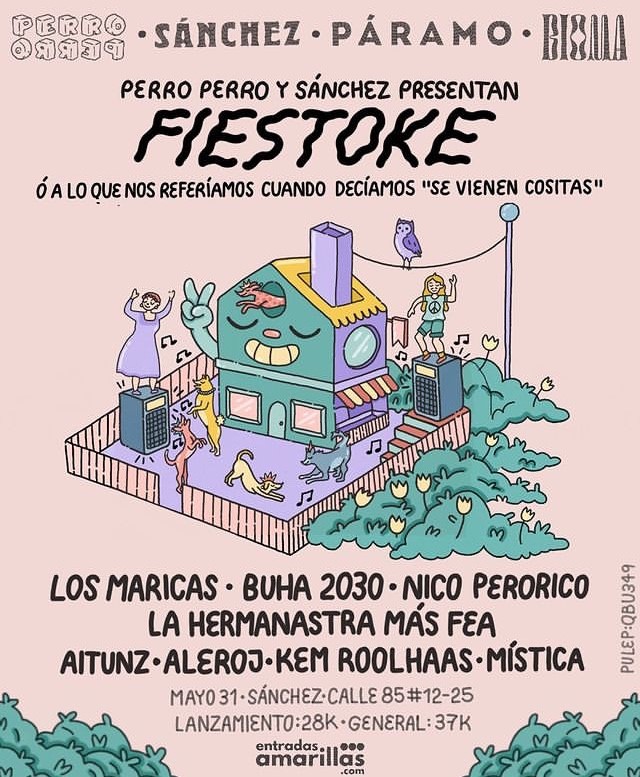 PERRO PERRO · SÁNCHEZ · PÁRAMO · BIOMA
PERRO PERRO Y SÁNCHEZ PRESENTAN
FIESTOKE
Ó A LO QUE NOS REFERÍAMOS CUANDO DECÍAMOS "SE VIENEN COSITAS"
LOS MARICAS · BUHA 2030 · NICO PERORICO
LA HERMANASTRA MÁS FEA
AITUNZ · ALEROJ · KEM ROOLHAAS · MÍSTICA
MAYO 31 · SÁNCHEZ · CALLE 85 #12-25
LANZAMIENTO: 28K · GENERAL: 37K
entradas
amarillas
.com
PULEP: QBU349